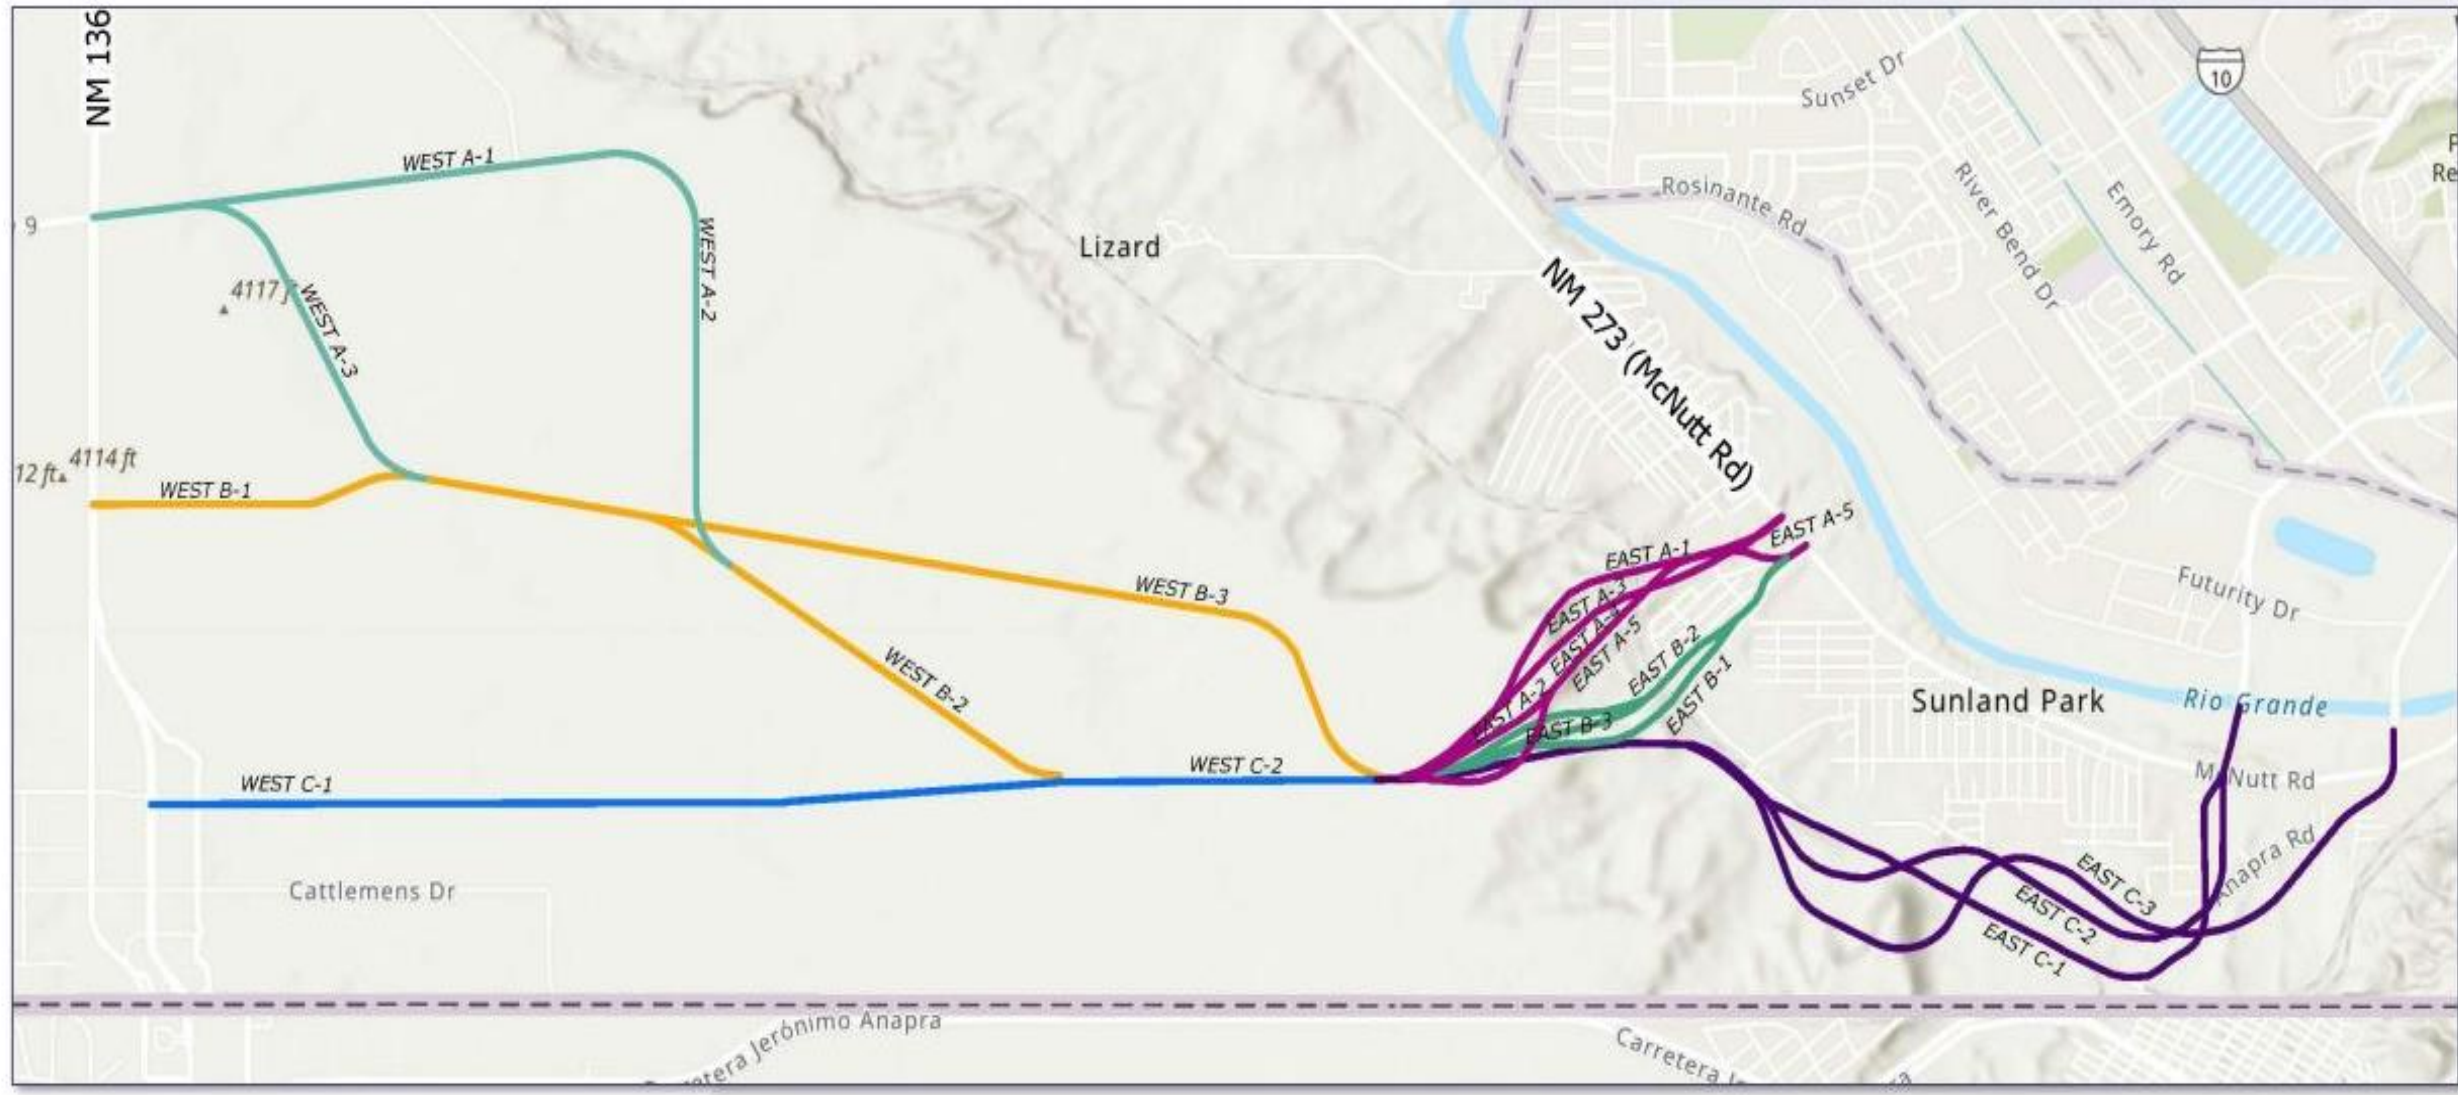 NM 136
10
Sunset Dr
WEST A-1
Rosinante Rd
River Bend Dr
Emory Rd
Re
9
WEST A-2
Lizard
NM 273 (McNutt Rd)
4117 f
WEST A-3
4114 ft
12 ft
WEST B-1
EAST A-5
EAST A-1
WEST B-3
EAST A-3
EAST A-4
EAST A-5
EAST B-2
EAST B-1
Futurity Dr
WEST B-2
EAST A-2
EAST B-3
Sunland Park
Rio Grande
WEST C-2
McNutt Rd
WEST C-1
Anapra Rd
EAST C-3
EAST C-2
EAST C-1
Cattlemens Dr
retera Jerónimo Anapra
Carretera J